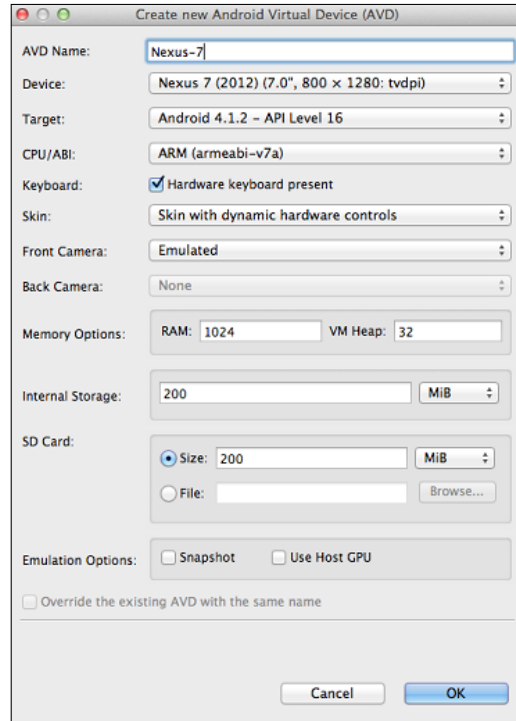 Create new Android Virtual Device (AVD)
AVD Name: Nexus-7
Device: Nexus 7 (2012) (7.0", 800 × 1280: tvdpi)
Target: Android 4.1.2 – API Level 16
CPU/ABI: ARM (armeabi-v7a)
Keyboard: Hardware keyboard present
Skin: Skin with dynamic hardware controls
Front Camera: Emulated
Back Camera: None
Memory Options: RAM: 1024 VM Heap: 32
Internal Storage: 200 MiB
SD Card:
Size: 200 MiB
File: Browse...
Emulation Options: Snapshot Use Host GPU
Override the existing AVD with the same name
Cancel OK